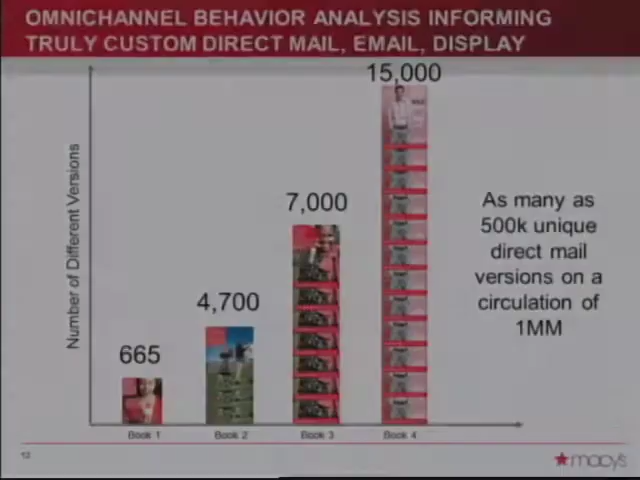 OMNICHANNEL BEHAVIOR ANALYSIS INFORMING
TRULY CUSTOM DIRECT MAIL, EMAIL, DISPLAY
15,000
7,000
4,700
665
Number of Different Versions
As many as
500k unique
direct mail
versions on a
circulation of
1MM
Book 1
Book 2
Book 3
Book 4
12
macy's